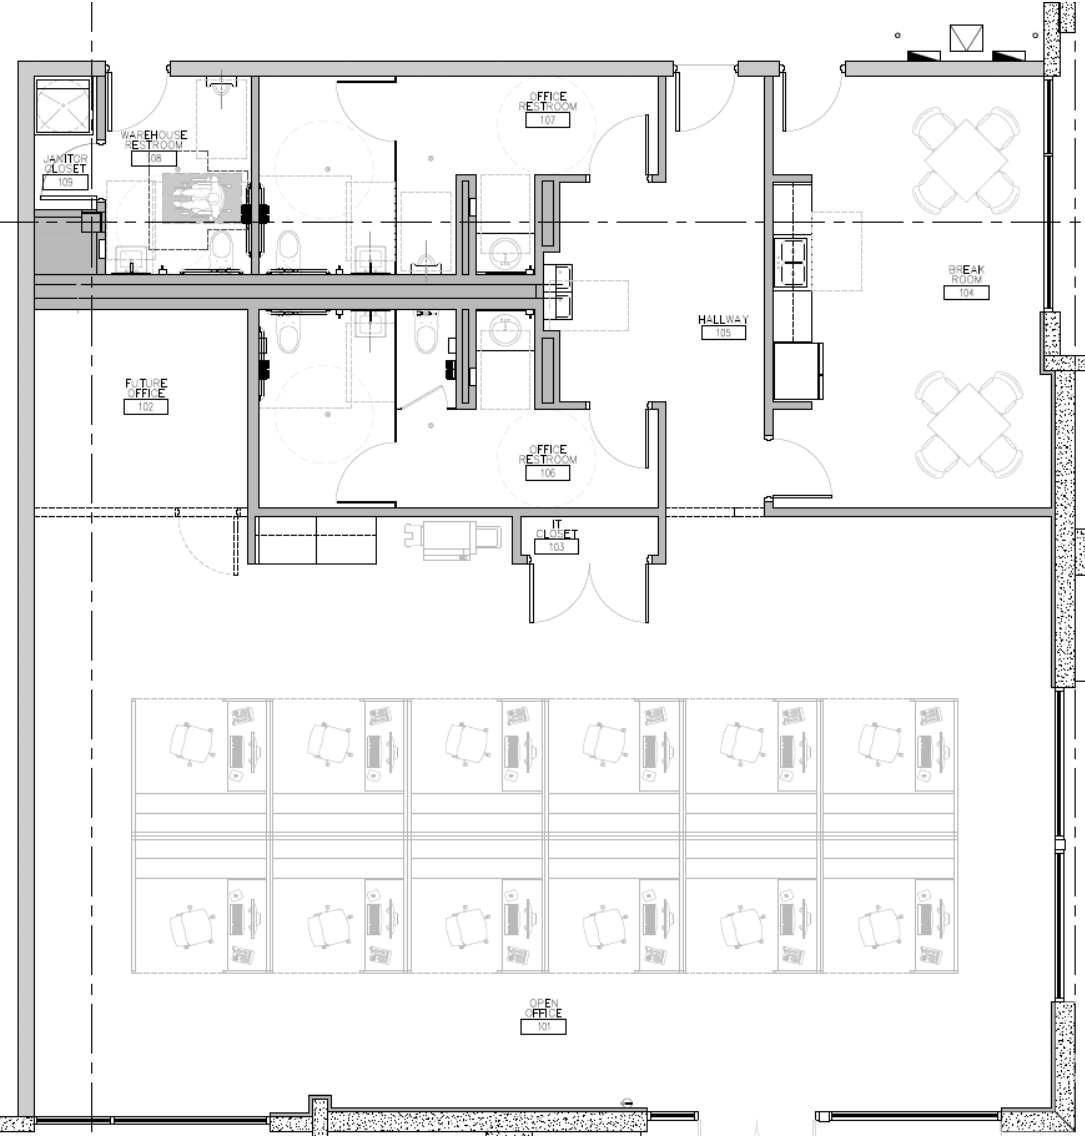 OFFICE
RESTROOM
107
WAREHOUSE
RESTROOM
108
JANITOR
CLOSET
109
BREAK
ROOM
104
HALLWAY
105
FUTURE
OFFICE
102
OFFICE
RESTROOM
106
IT
CLOSET
103
OPEN
OFFICE
101